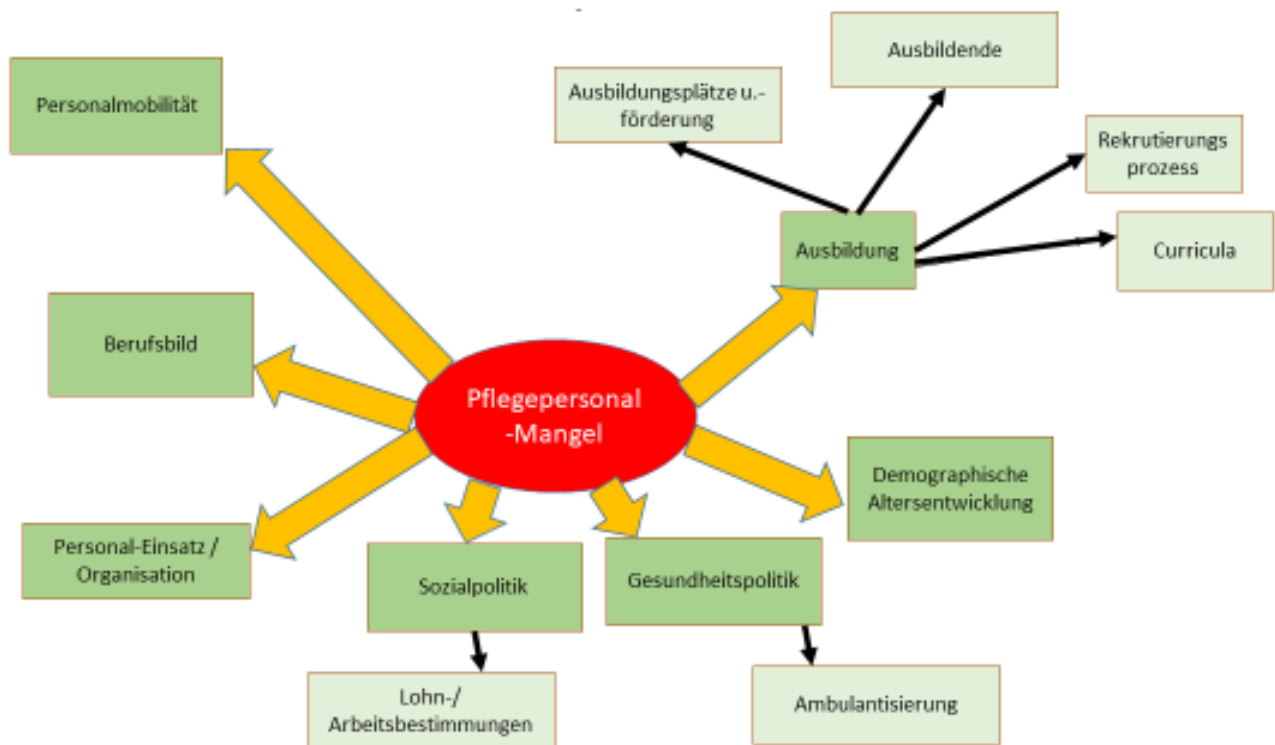 Ausbildende
Personalmobilität
Ausbildungsplätze u.-
förderung
Rekrutierungs
prozess
Ausbildung
Curricula
Berufsbild
Pflegepersonal
-Mangel
Demographische
Altersentwicklung
Personal-Einsatz /
Organisation
Sozialpolitik
Gesundheitspolitik
Lohn-/
Arbeitsbestimmungen
Ambulantisierung